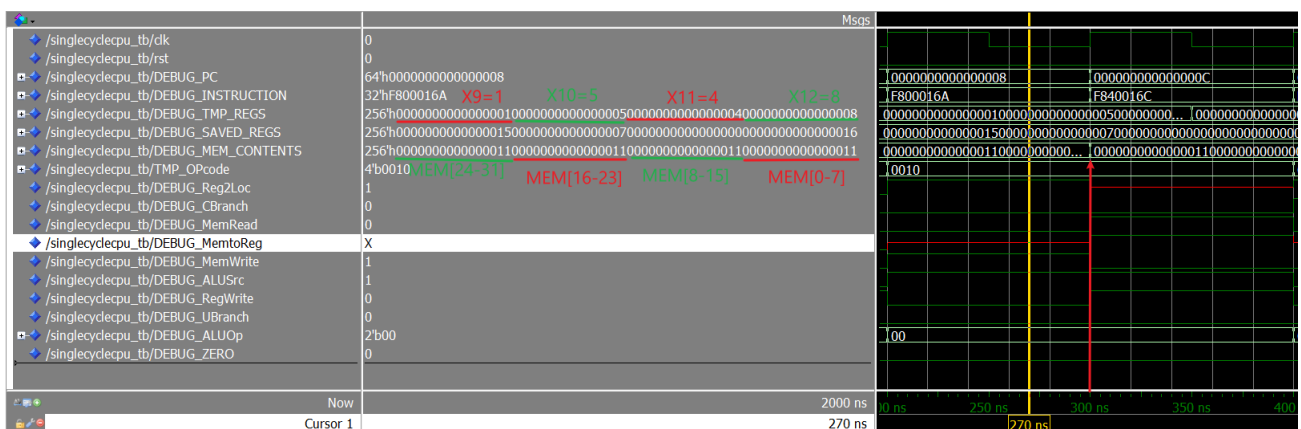 Msgs
/singlecyclecpu_tb/clk 0
/singlecyclecpu_tb/rst 0
/singlecyclecpu_tb/DEBUG_PC 64'h0000000000000008 0000000000000008 000000000000000C
/singlecyclecpu_tb/DEBUG_INSTRUCTION 32'hF800016A X9=1 X10=5 X11=4 X12=8 F800016A F840016C
/singlecyclecpu_tb/DEBUG_TMP_REGS 256'h0000000000000001000000000000000500000000000000040000000000000008
/singlecyclecpu_tb/DEBUG_SAVED_REGS 256'h0000000000000015000000000000000700000000000000000000000000000016
/singlecyclecpu_tb/DEBUG_MEM_CONTENTS 256'h0000000000000011000000000000001100000000000000110000000000000011
/singlecyclecpu_tb/TMP_OPcode 4'b0010 MEM[24-31] MEM[16-23] MEM[8-15] MEM[0-7] 0010
/singlecyclecpu_tb/DEBUG_Reg2Loc 1
/singlecyclecpu_tb/DEBUG_CBranch 0
/singlecyclecpu_tb/DEBUG_MemRead 0
/singlecyclecpu_tb/DEBUG_MemtoReg X
/singlecyclecpu_tb/DEBUG_MemWrite 1
/singlecyclecpu_tb/DEBUG_ALUSrc 1
/singlecyclecpu_tb/DEBUG_RegWrite 0
/singlecyclecpu_tb/DEBUG_UBranch 0
/singlecyclecpu_tb/DEBUG_ALUOp 2'b00 00
/singlecyclecpu_tb/DEBUG_ZERO 0
Now 2000 ns 250 ns 300 ns 350 ns 400
Cursor 1 270 ns 270 ns